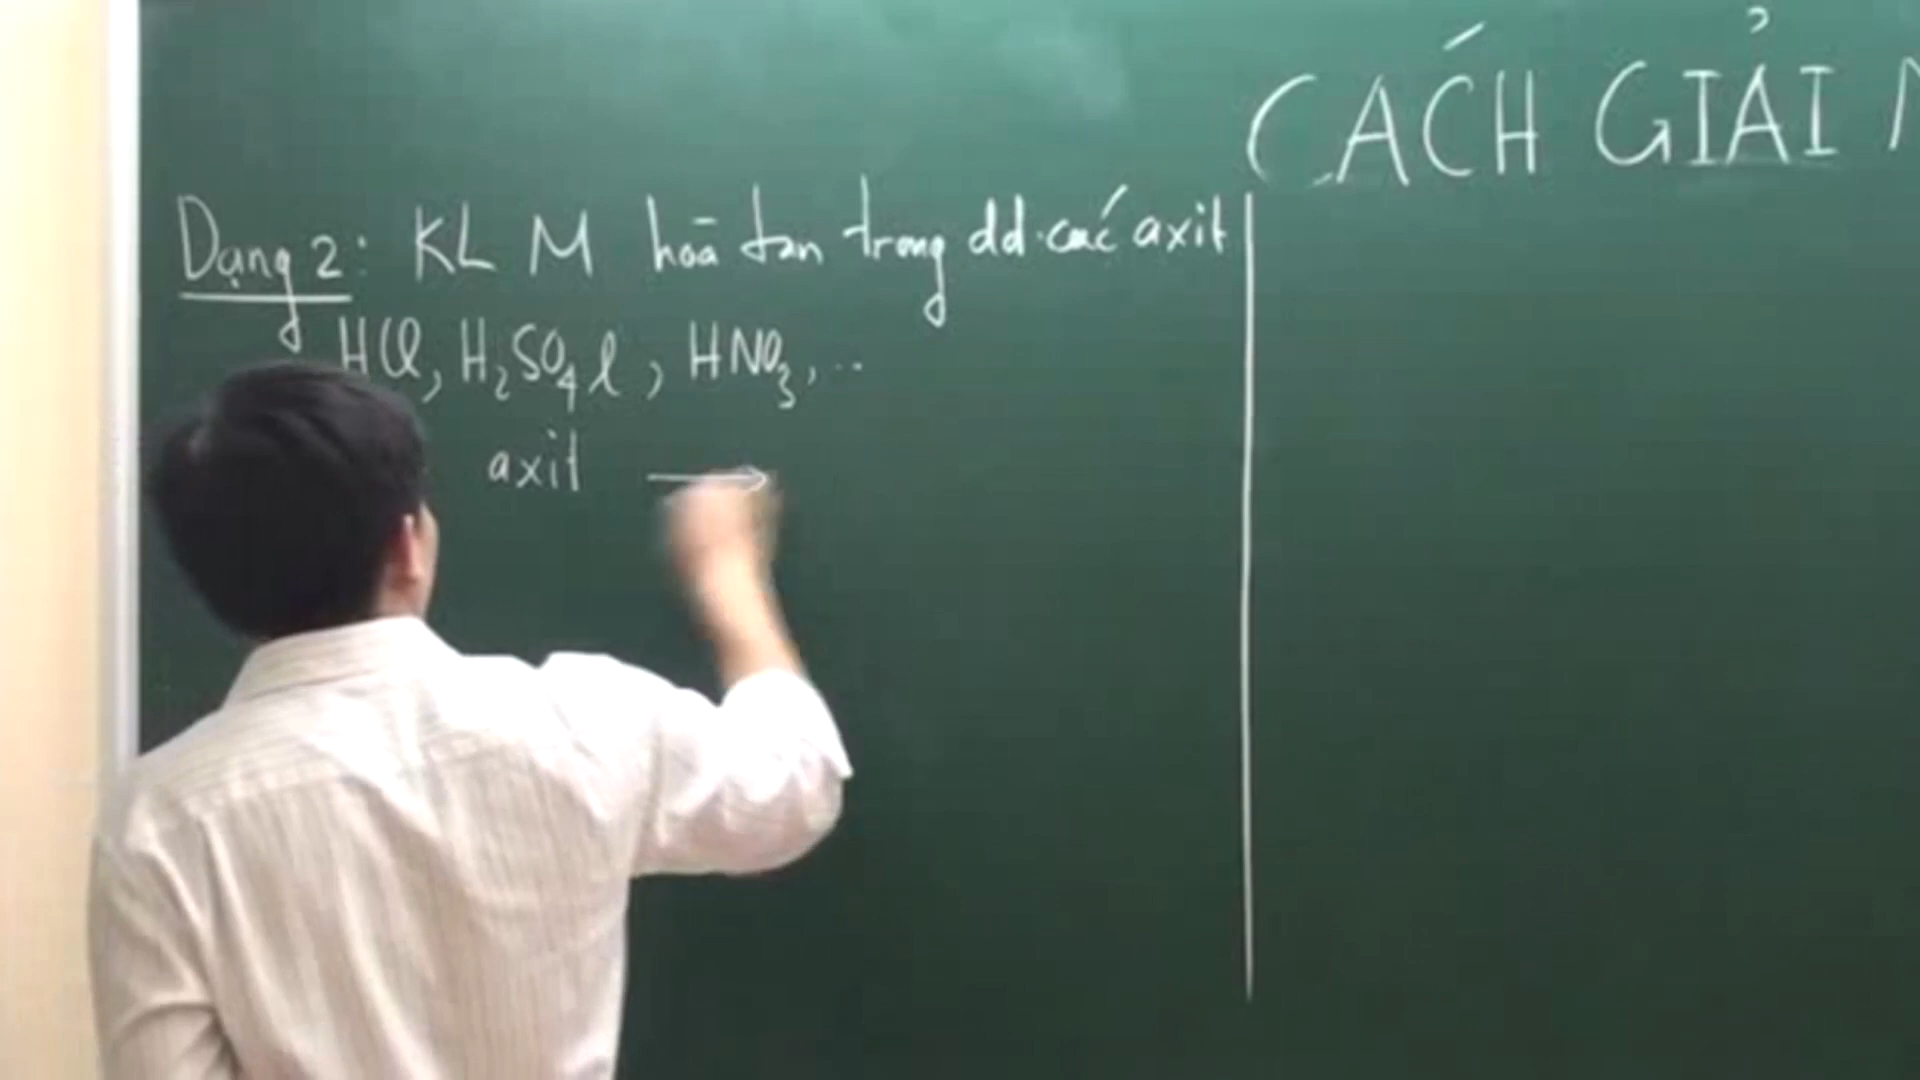 CÁCH GIẢI
Dạng 2: KL M hoà tan trong dd các axit
HCl, H2SO4 l, HNO3, ..
axit →